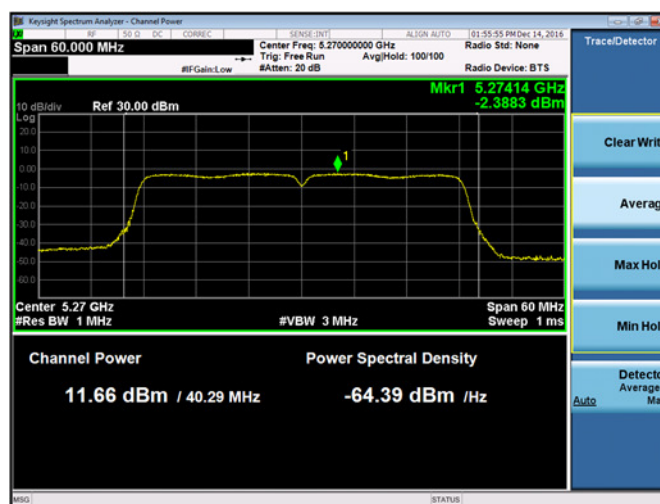 Keysight Spectrum Analyzer - Channel Power
RF 50 Ω DC CORREC SENSE:INT ALIGN AUTO 01:55:55 PM Dec 14, 2016
Span 60.000 MHz
Center Freq: 5.270000000 GHz Radio Std: None
Trig: Free Run Avg|Hold: 100/100
#IFGain:Low #Atten: 20 dB Radio Device: BTS
Trace/Detector
Mkr1 5.27414 GHz
10 dB/div Ref 30.00 dBm -2.3883 dBm
Log
20.0
10.0
0.00
-10.0
-20.0
-30.0
-40.0
-50.0
-60.0
1
Center 5.27 GHz Span 60 MHz
#Res BW 1 MHz #VBW 3 MHz Sweep 1 ms
Channel Power Power Spectral Density
11.66 dBm / 40.29 MHz -64.39 dBm /Hz
Clear Writ
Averag
Max Hol
Min Hol
Detecto
Average
Auto Ma
MSG STATUS